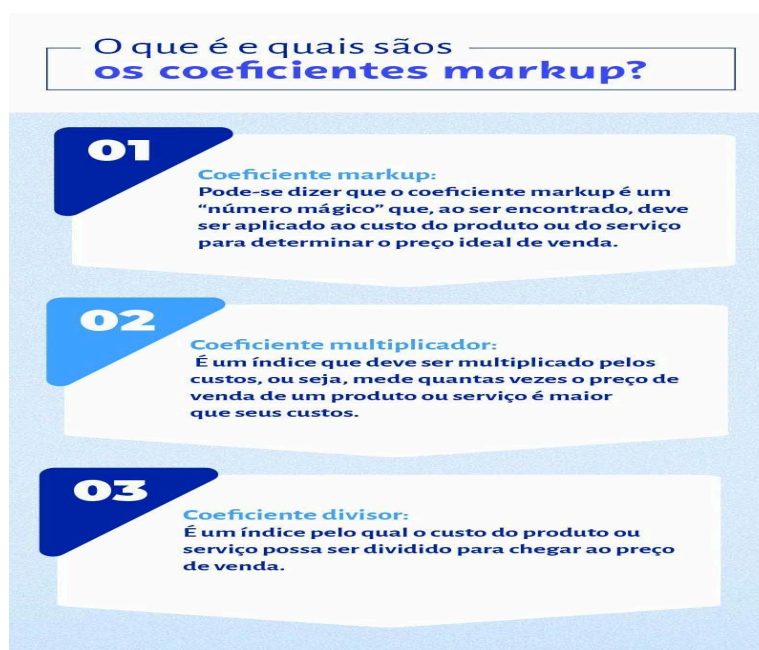 O que é e quais sãos
os coeficientes markup?
01
Coeficiente markup:
Pode-se dizer que o coeficiente markup é um
“número mágico” que, ao ser encontrado, deve
ser aplicado ao custo do produto ou do serviço
para determinar o preço ideal de venda.
02
Coeficiente multiplicador:
É um índice que deve ser multiplicado pelos
custos, ou seja, mede quantas vezes o preço de
venda de um produto ou serviço é maior
que seus custos.
03
Coeficiente divisor:
É um índice pelo qual o custo do produto ou
serviço possa ser dividido para chegar ao preço
de venda.